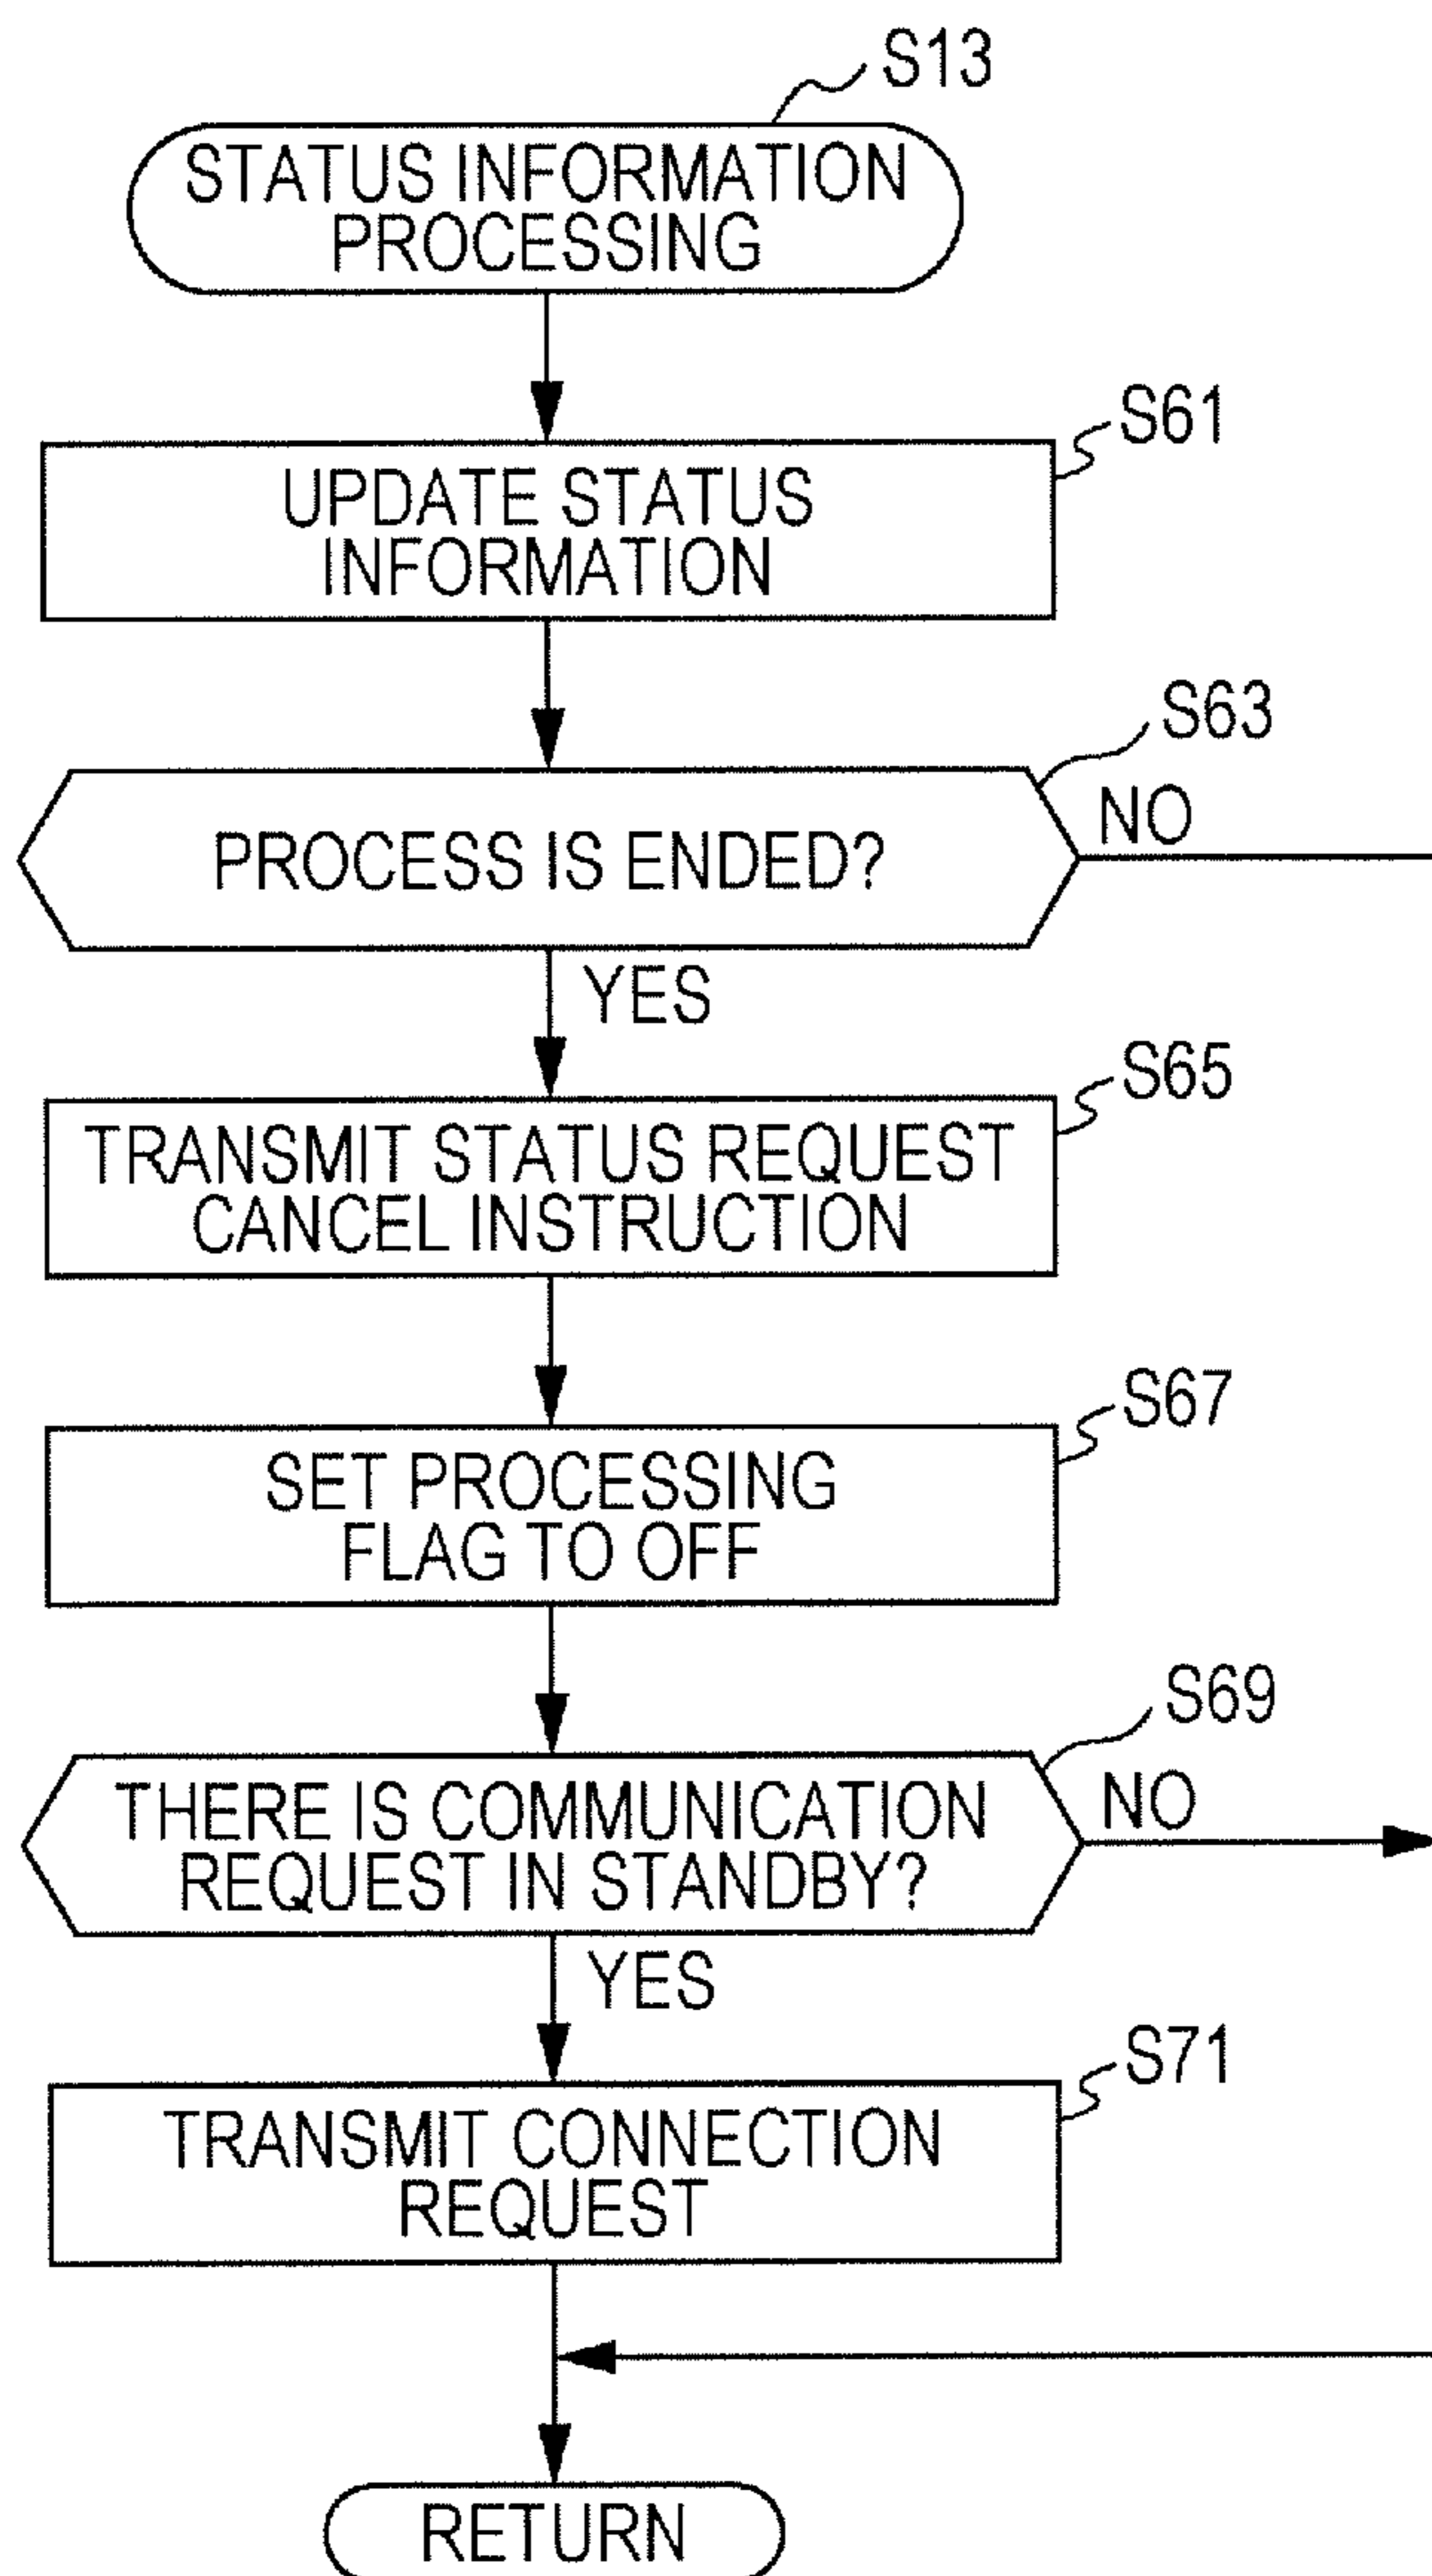 S13
STATUS INFORMATION
PROCESSING
S61
UPDATE STATUS
INFORMATION
S63
PROCESS IS ENDED?
NO
YES
S65
TRANSMIT STATUS REQUEST
CANCEL INSTRUCTION
S67
SET PROCESSING
FLAG TO OFF
S69
THERE IS COMMUNICATION
REQUEST IN STANDBY?
NO
YES
S71
TRANSMIT CONNECTION
REQUEST
RETURN